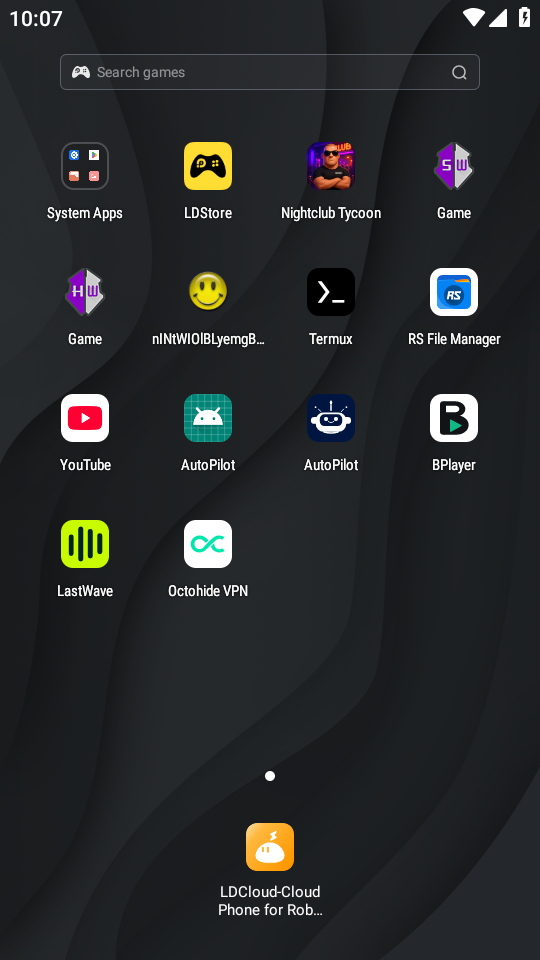 10:07
Search games
System Apps
LDStore
Nightclub Tycoon
Game
Game
nINtWIOlBLyemgB...
Termux
RS File Manager
YouTube
AutoPilot
AutoPilot
BPlayer
LastWave
Octohide VPN
LDCloud-Cloud
Phone for Rob...